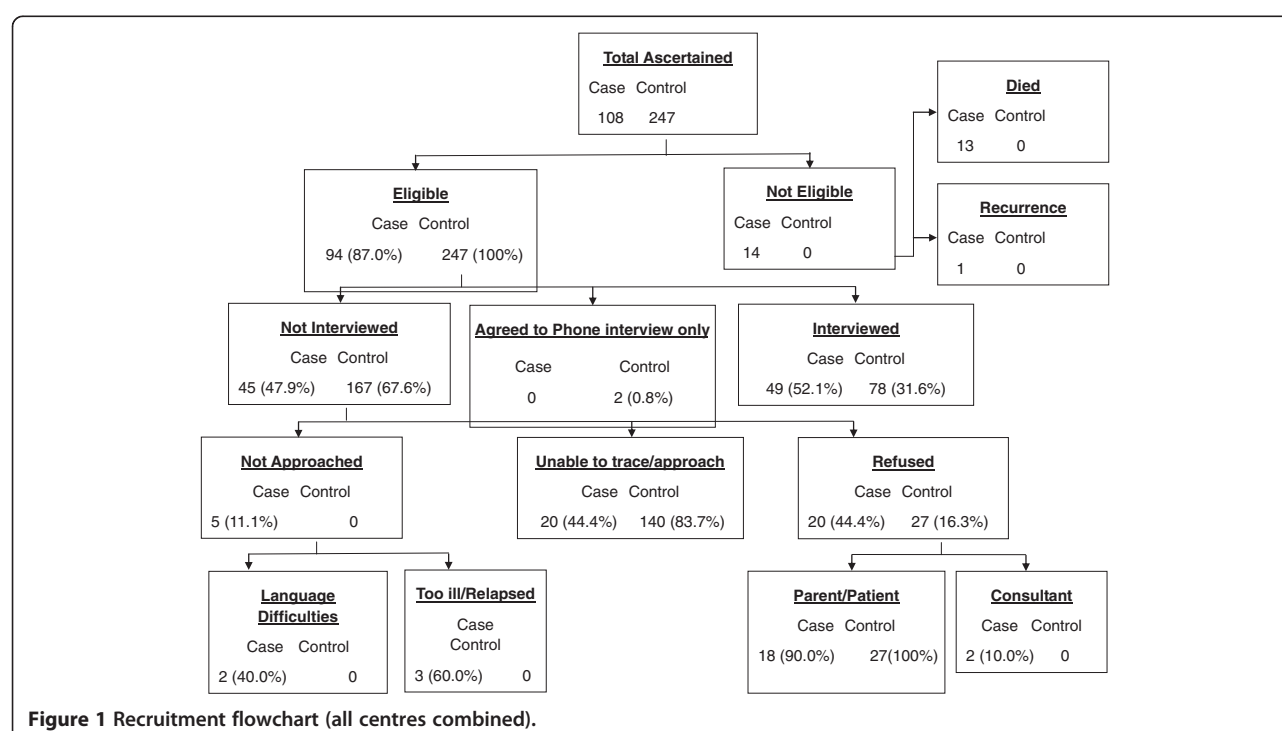 Total Ascertained
Case Control
108 247
Died
Case Control
13 0
Eligible
Case Control
94 (87.0%) 247 (100%)
Not Eligible
Case Control
14 0
Recurrence
Case Control
1 0
Not Interviewed
Case Control
45 (47.9%) 167 (67.6%)
Agreed to Phone interview only
Case Control
0 2 (0.8%)
Interviewed
Case Control
49 (52.1%) 78 (31.6%)
Not Approached
Case Control
5 (11.1%) 0
Unable to trace/approach
Case Control
20 (44.4%) 140 (83.7%)
Refused
Case Control
20 (44.4%) 27 (16.3%)
Language
Difficulties
Case Control
2 (40.0%) 0
Too ill/Relapsed
Case
Control
3 (60.0%) 0
Parent/Patient
Case Control
18 (90.0%) 27(100%)
Consultant
Case Control
2 (10.0%) 0
Figure 1 Recruitment flowchart (all centres combined).